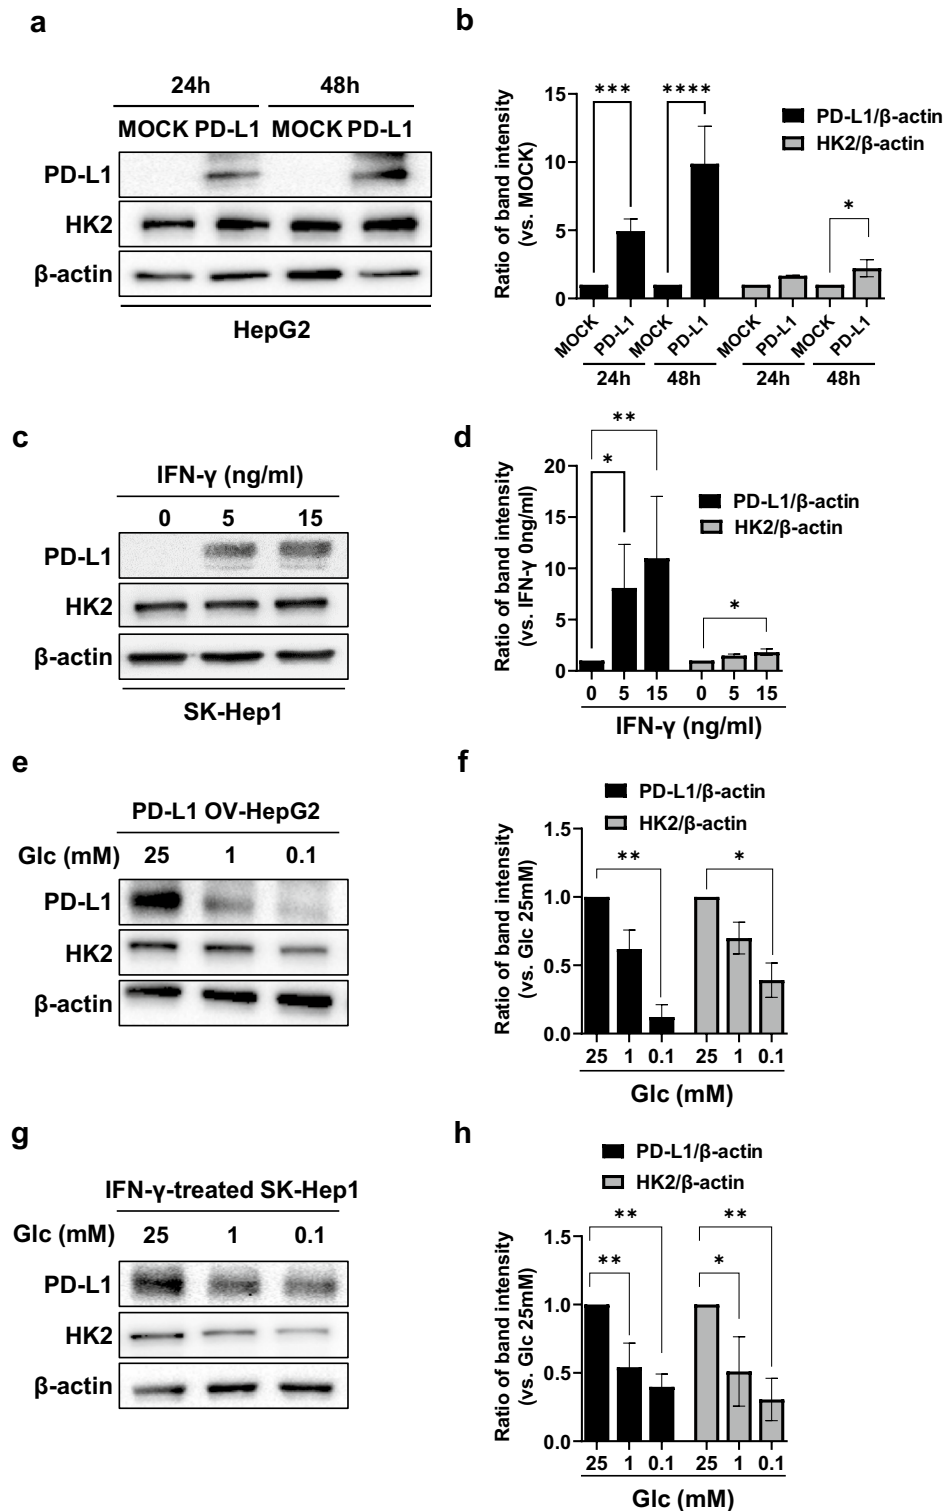 a
24h 48h
MOCK PD-L1 MOCK PD-L1
PD-L1
HK2
β-actin
HepG2
b
Ratio of band intensity
(vs. MOCK)
15
10
5
0
*** ****
*
PD-L1/β-actin
HK2/β-actin
MOCK PD-L1 MOCK PD-L1 MOCK PD-L1 MOCK PD-L1
24h 48h 24h 48h
c
IFN-γ (ng/ml)
0 5 15
PD-L1
HK2
β-actin
SK-Hep1
d
Ratio of band intensity
(vs. IFN-γ 0ng/ml)
20
15
10
5
0
**
*
*
PD-L1/β-actin
HK2/β-actin
0 5 15 0 5 15
IFN-γ (ng/ml)
e
PD-L1 OV-HepG2
Glc (mM) 25 1 0.1
PD-L1
HK2
β-actin
f
PD-L1/β-actin
HK2/β-actin
Ratio of band intensity
(vs. Glc 25mM)
1.5
1.0
0.5
0.0
** *
25 1 0.1 25 1 0.1
Glc (mM)
g
IFN-γ-treated SK-Hep1
Glc (mM) 25 1 0.1
PD-L1
HK2
β-actin
h
PD-L1/β-actin
HK2/β-actin
Ratio of band intensity
(vs. Glc 25mM)
1.5
1.0
0.5
0.0
** **
** *
25 1 0.1 25 1 0.1
Glc (mM)